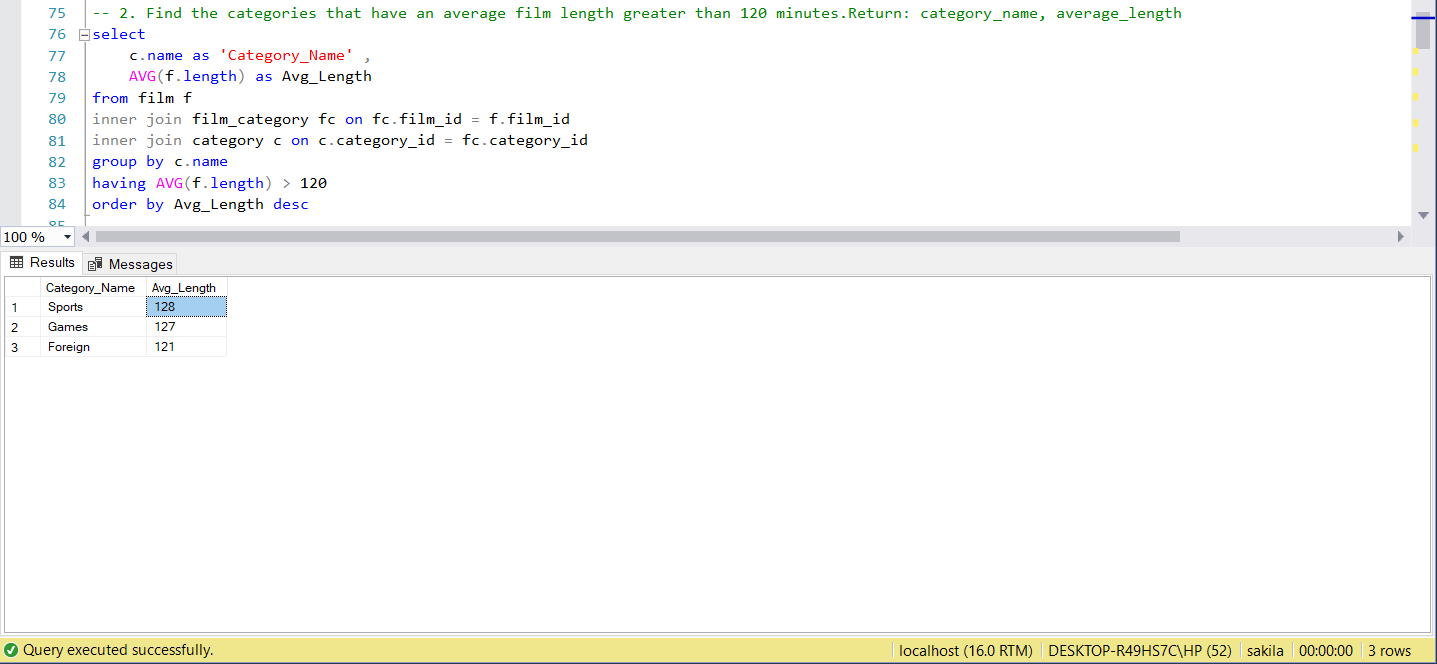 75 -- 2. Find the categories that have an average film length greater than 120 minutes.Return: category_name, average_length
76 select
77 c.name as 'Category_Name' ,
78 AVG(f.length) as Avg_Length
79 from film f
80 inner join film_category fc on fc.film_id = f.film_id
81 inner join category c on c.category_id = fc.category_id
82 group by c.name
83 having AVG(f.length) > 120
84 order by Avg_Length desc
85
100 %
Results Messages
Category_Name Avg_Length
1 Sports 128
2 Games 127
3 Foreign 121
Query executed successfully. localhost (16.0 RTM) DESKTOP-R49HS7C\HP (52) sakila 00:00:00 3 rows